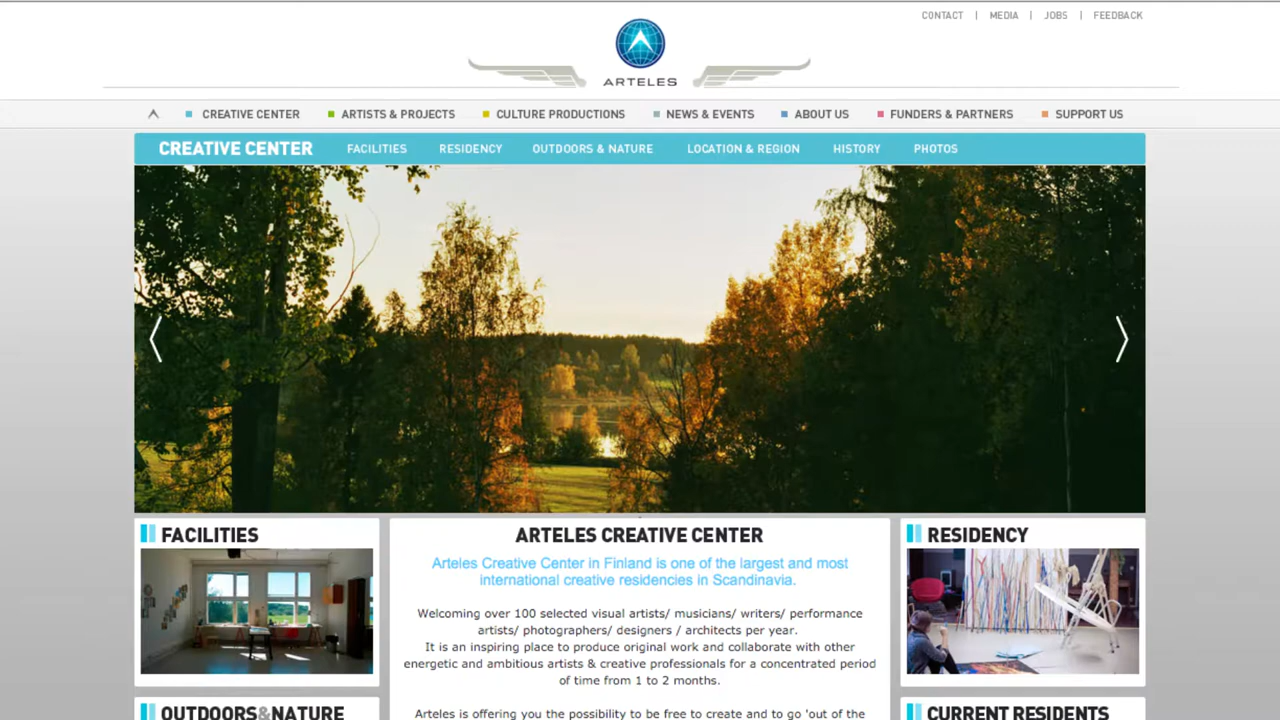 CONTACT | MEDIA | JOBS | FEEDBACK
ARTELES
CREATIVE CENTER ARTISTS & PROJECTS CULTURE PRODUCTIONS NEWS & EVENTS ABOUT US FUNDERS & PARTNERS SUPPORT US
CREATIVE CENTER FACILITIES RESIDENCY OUTDOORS & NATURE LOCATION & REGION HISTORY PHOTOS
FACILITIES
ARTELES CREATIVE CENTER
Arteles Creative Center in Finland is one of the largest and most
international creative residencies in Scandinavia.
Welcoming over 100 selected visual artists/ musicians/ writers/ performance
artists/ photographers/ designers / architects per year.
It is an inspiring place to produce original work and collaborate with other
energetic and ambitious artists & creative professionals for a concentrated period
of time from 1 to 2 months.
Arteles is offering you the possibility to be free to create and to go 'out of the
RESIDENCY
OUTDOORS&NATURE
CURRENT RESIDENTS